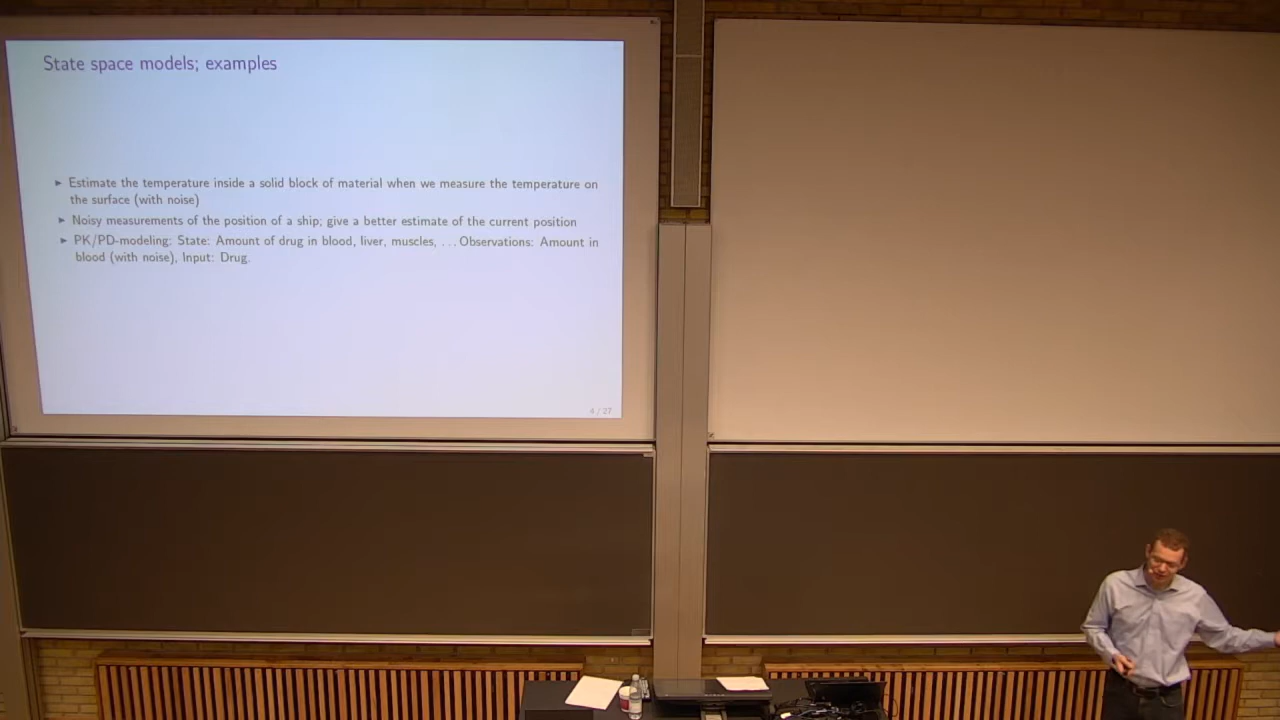 State space models; examples
▶ Estimate the temperature inside a solid block of material when we measure the temperature on
the surface (with noise)
▶ Noisy measurements of the position of a ship; give a better estimate of the current position
▶ PK/PD-modeling: State: Amount of drug in blood, liver, muscles, ... Observations: Amount in
blood (with noise), Input: Drug.
4 / 27